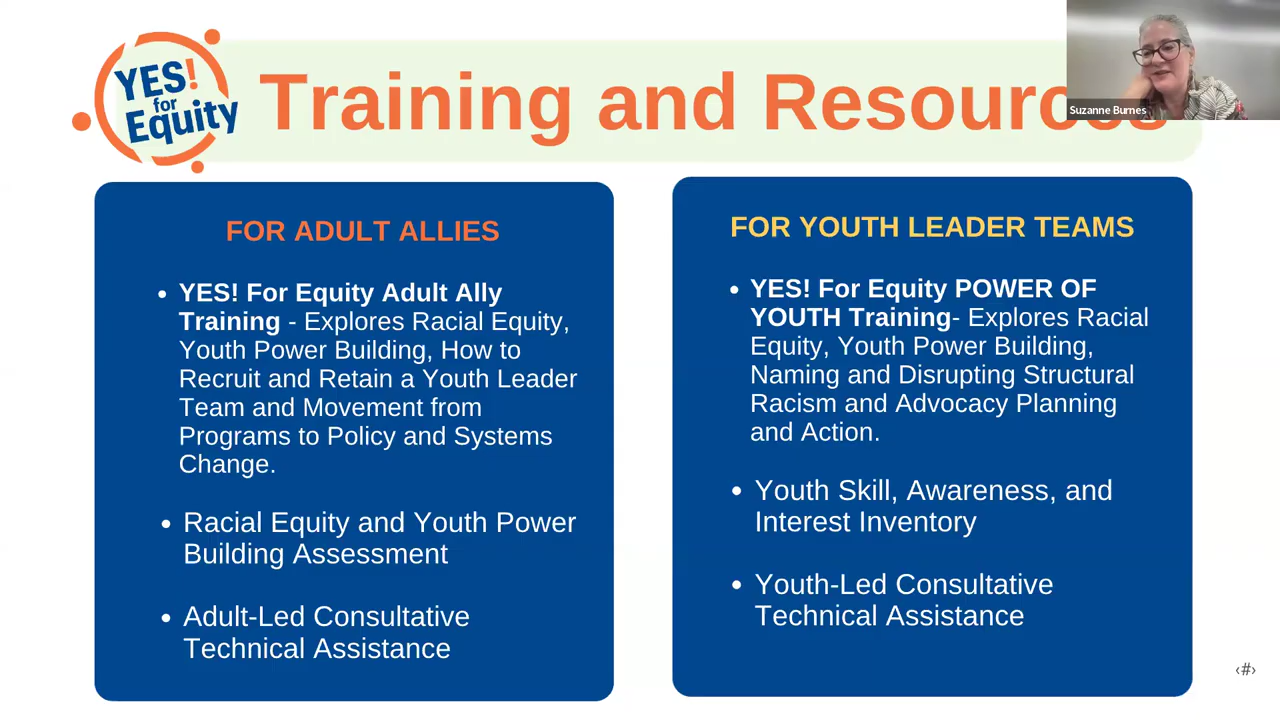 YES!
for
Equity
Training and Resources
Suzanne Burnes
FOR ADULT ALLIES
• YES! For Equity Adult Ally
Training - Explores Racial Equity,
Youth Power Building, How to
Recruit and Retain a Youth Leader
Team and Movement from
Programs to Policy and Systems
Change.
• Racial Equity and Youth Power
Building Assessment
• Adult-Led Consultative
Technical Assistance
FOR YOUTH LEADER TEAMS
• YES! For Equity POWER OF
YOUTH Training- Explores Racial
Equity, Youth Power Building,
Naming and Disrupting Structural
Racism and Advocacy Planning
and Action.
• Youth Skill, Awareness, and
Interest Inventory
• Youth-Led Consultative
Technical Assistance
‹#›